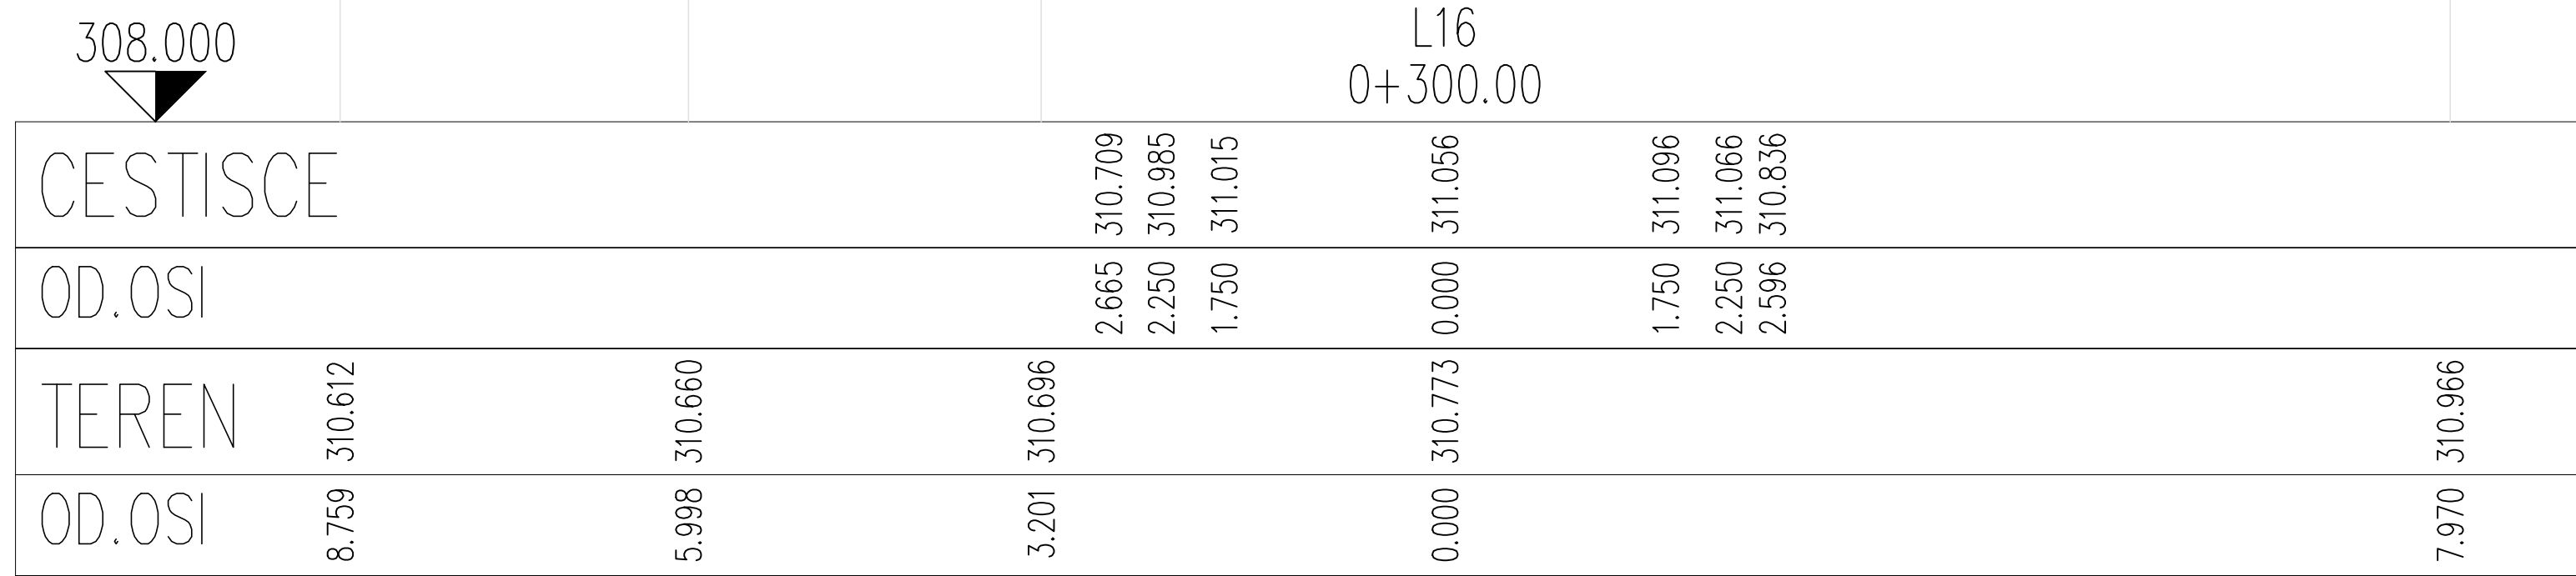 308.000
L16
0+300.00
CESTISCE 310.709 310.985 311.015 311.056 311.096 311.066 310.836
OD.OSI 2.665 2.250 1.750 0.000 1.750 2.250 2.596
TEREN 310.612 310.660 310.696 310.773 310.966
OD.OSI 8.759 5.998 3.201 0.000 7.970